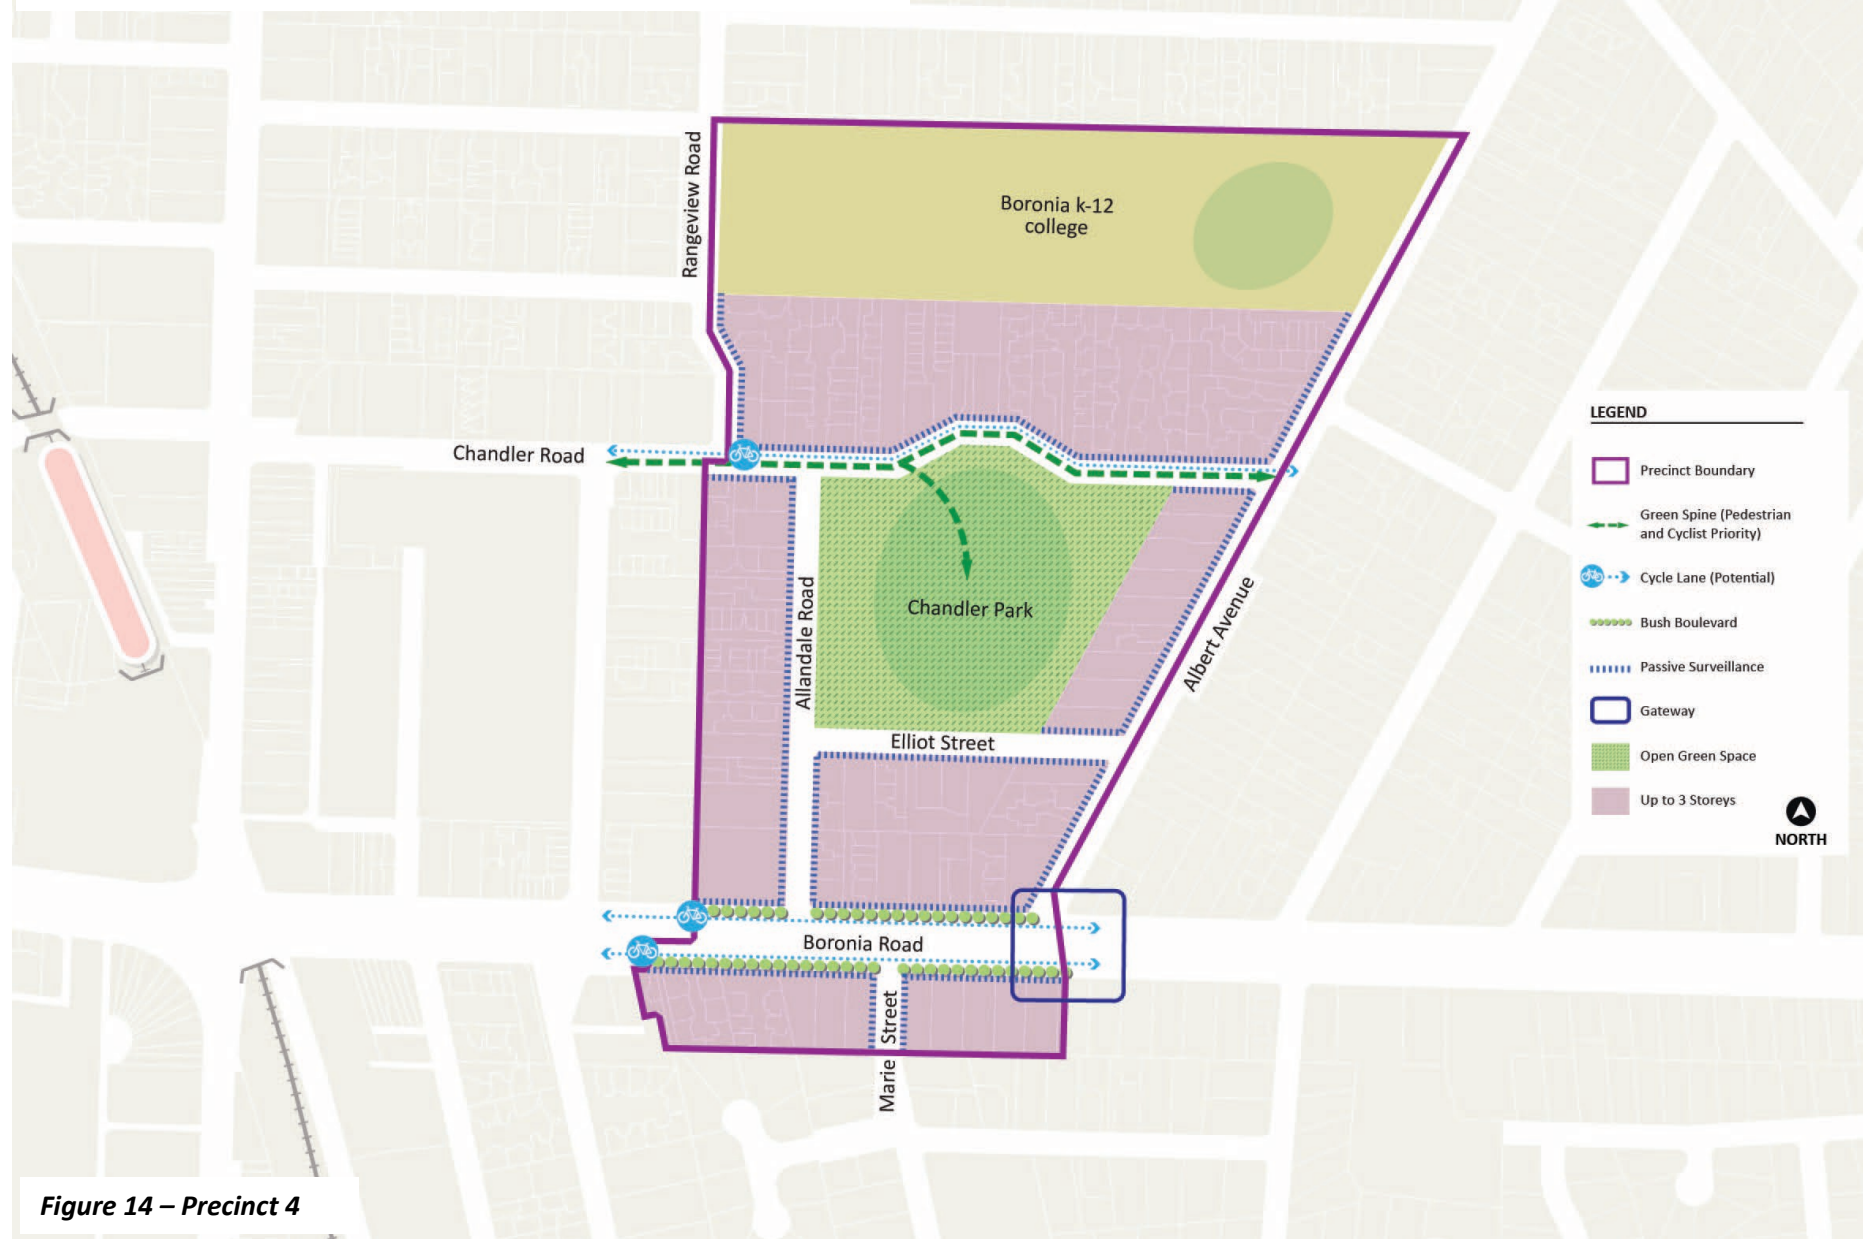 Rangeview Road
Boronia k-12
college
Chandler Road
Allandale Road
Chandler Park
Albert Avenue
Elliot Street
Boronia Road
Marie Street
LEGEND
Precinct Boundary
Green Spine (Pedestrian
and Cyclist Priority)
Cycle Lane (Potential)
Bush Boulevard
Passive Surveillance
Gateway
Open Green Space
Up to 3 Storeys
NORTH
Figure 14 – Precinct 4